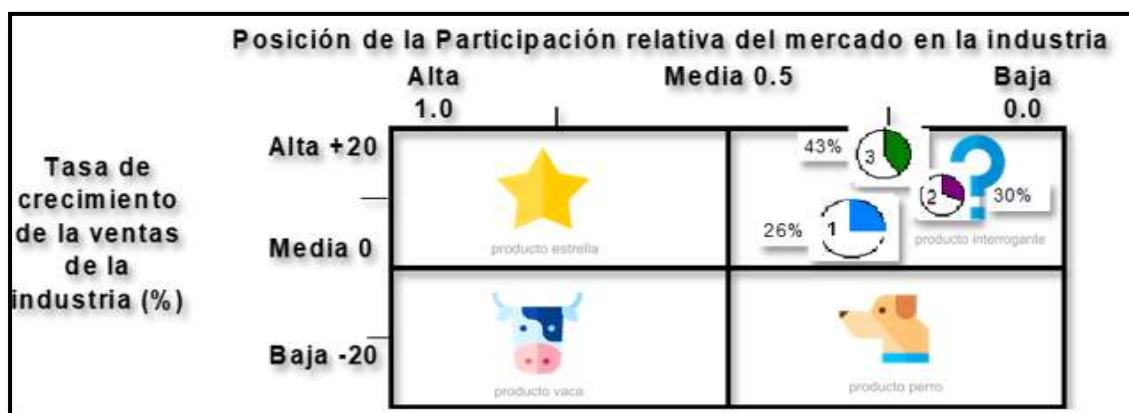 Posición de la Participación relativa del mercado en la industria
Alta Media 0.5 Baja
1.0 0.0
Alta +20
Tasa de
crecimiento
de la ventas
de la
industria (%)
Media 0
Baja -20
43%
3
2
30%
26%
1
producto estrella
producto interrogante
producto vaca
producto perro